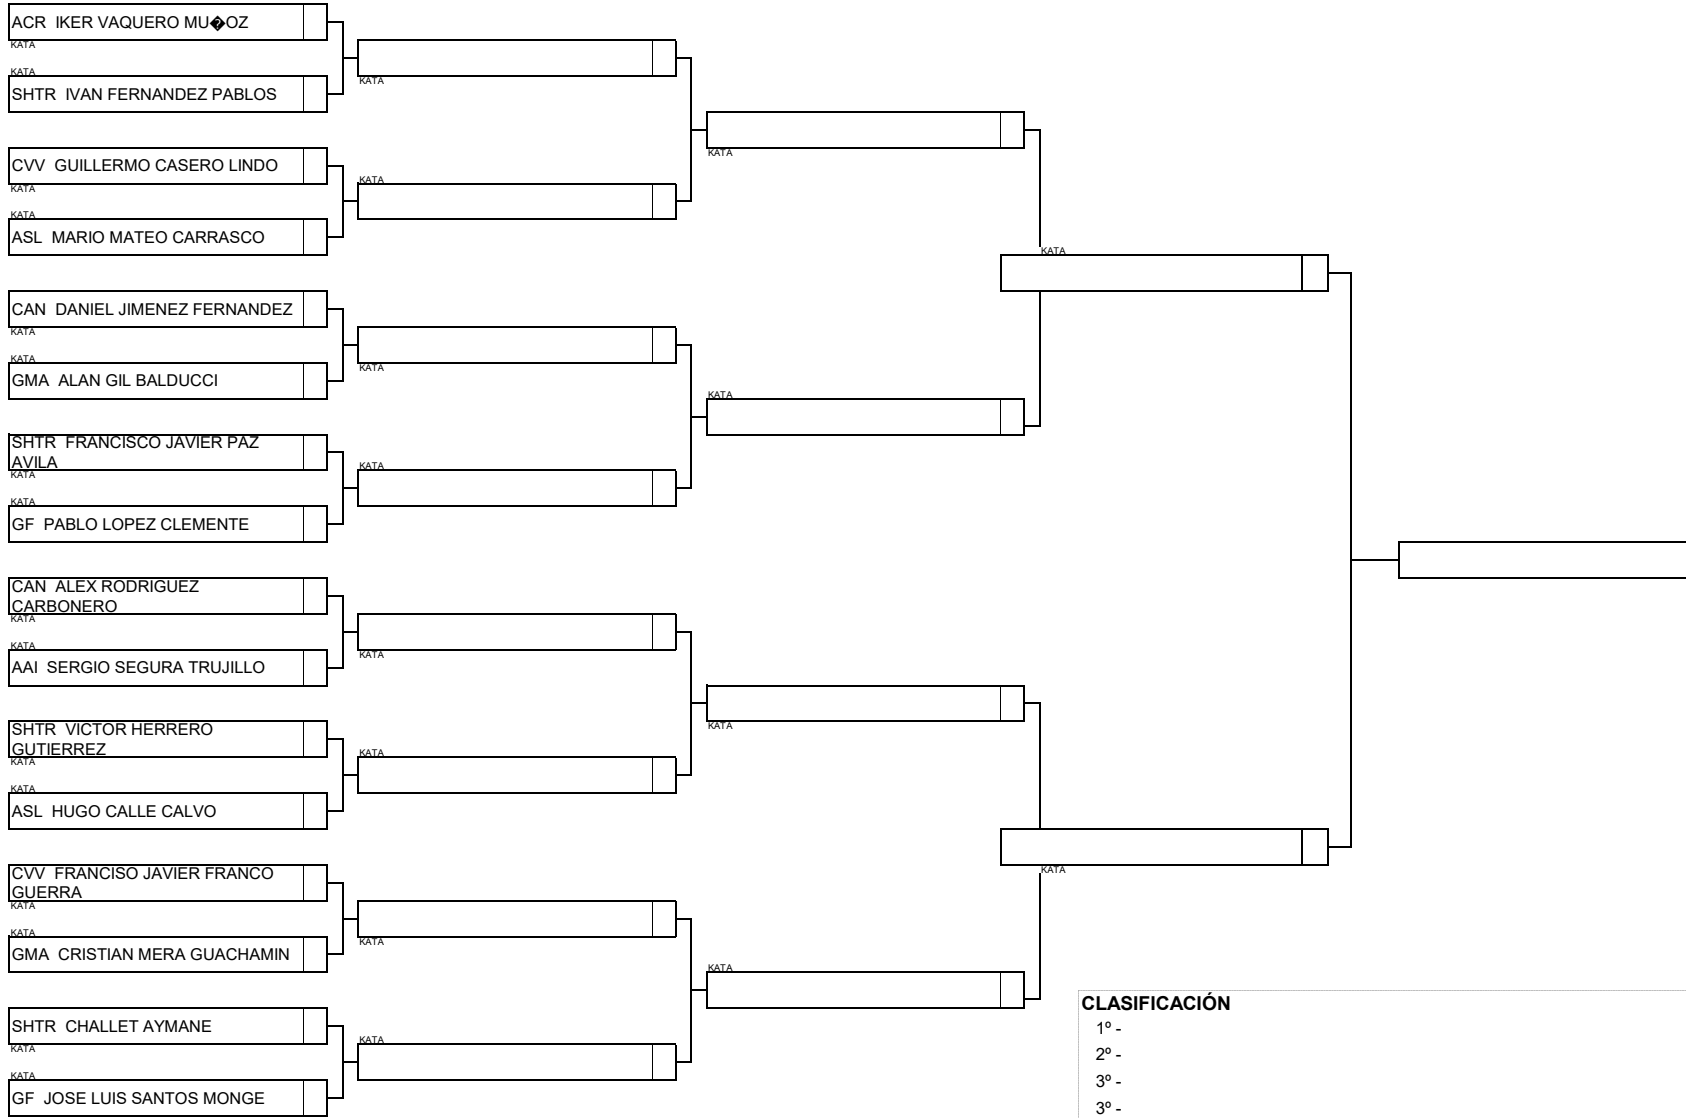 ACR IKER VAQUERO MU�OZ
KATA
KATA
SHTR IVAN FERNANDEZ PABLOS
CVV GUILLERMO CASERO LINDO
KATA
KATA
ASL MARIO MATEO CARRASCO
CAN DANIEL JIMENEZ FERNANDEZ
KATA
KATA
GMA ALAN GIL BALDUCCI
SHTR FRANCISCO JAVIER PAZ
AVILA
KATA
KATA
GF PABLO LOPEZ CLEMENTE
CAN ALEX RODRIGUEZ
CARBONERO
KATA
KATA
AAI SERGIO SEGURA TRUJILLO
SHTR VICTOR HERRERO
GUTIERREZ
KATA
KATA
ASL HUGO CALLE CALVO
CVV FRANCISO JAVIER FRANCO
GUERRA
KATA
KATA
GMA CRISTIAN MERA GUACHAMIN
SHTR CHALLET AYMANE
KATA
KATA
GF JOSE LUIS SANTOS MONGE
KATA
KATA
KATA
KATA
KATA
KATA
KATA
KATA
KATA
KATA
KATA
KATA
KATA
KATA
CLASIFICACIÓN
1º -
2º -
3º -
3º -